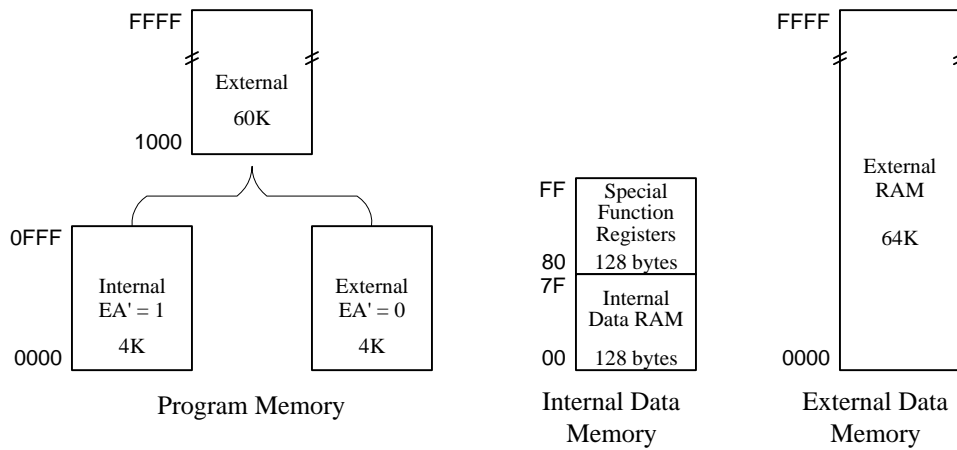 FFFF
External
60K
1000
0FFF
Internal
EA' = 1
4K
0000
External
EA' = 0
4K
Program Memory
FF
Special
Function
Registers
80
128 bytes
7F
Internal
Data RAM
00
128 bytes
Internal Data
Memory
FFFF
External
RAM
64K
0000
External Data
Memory